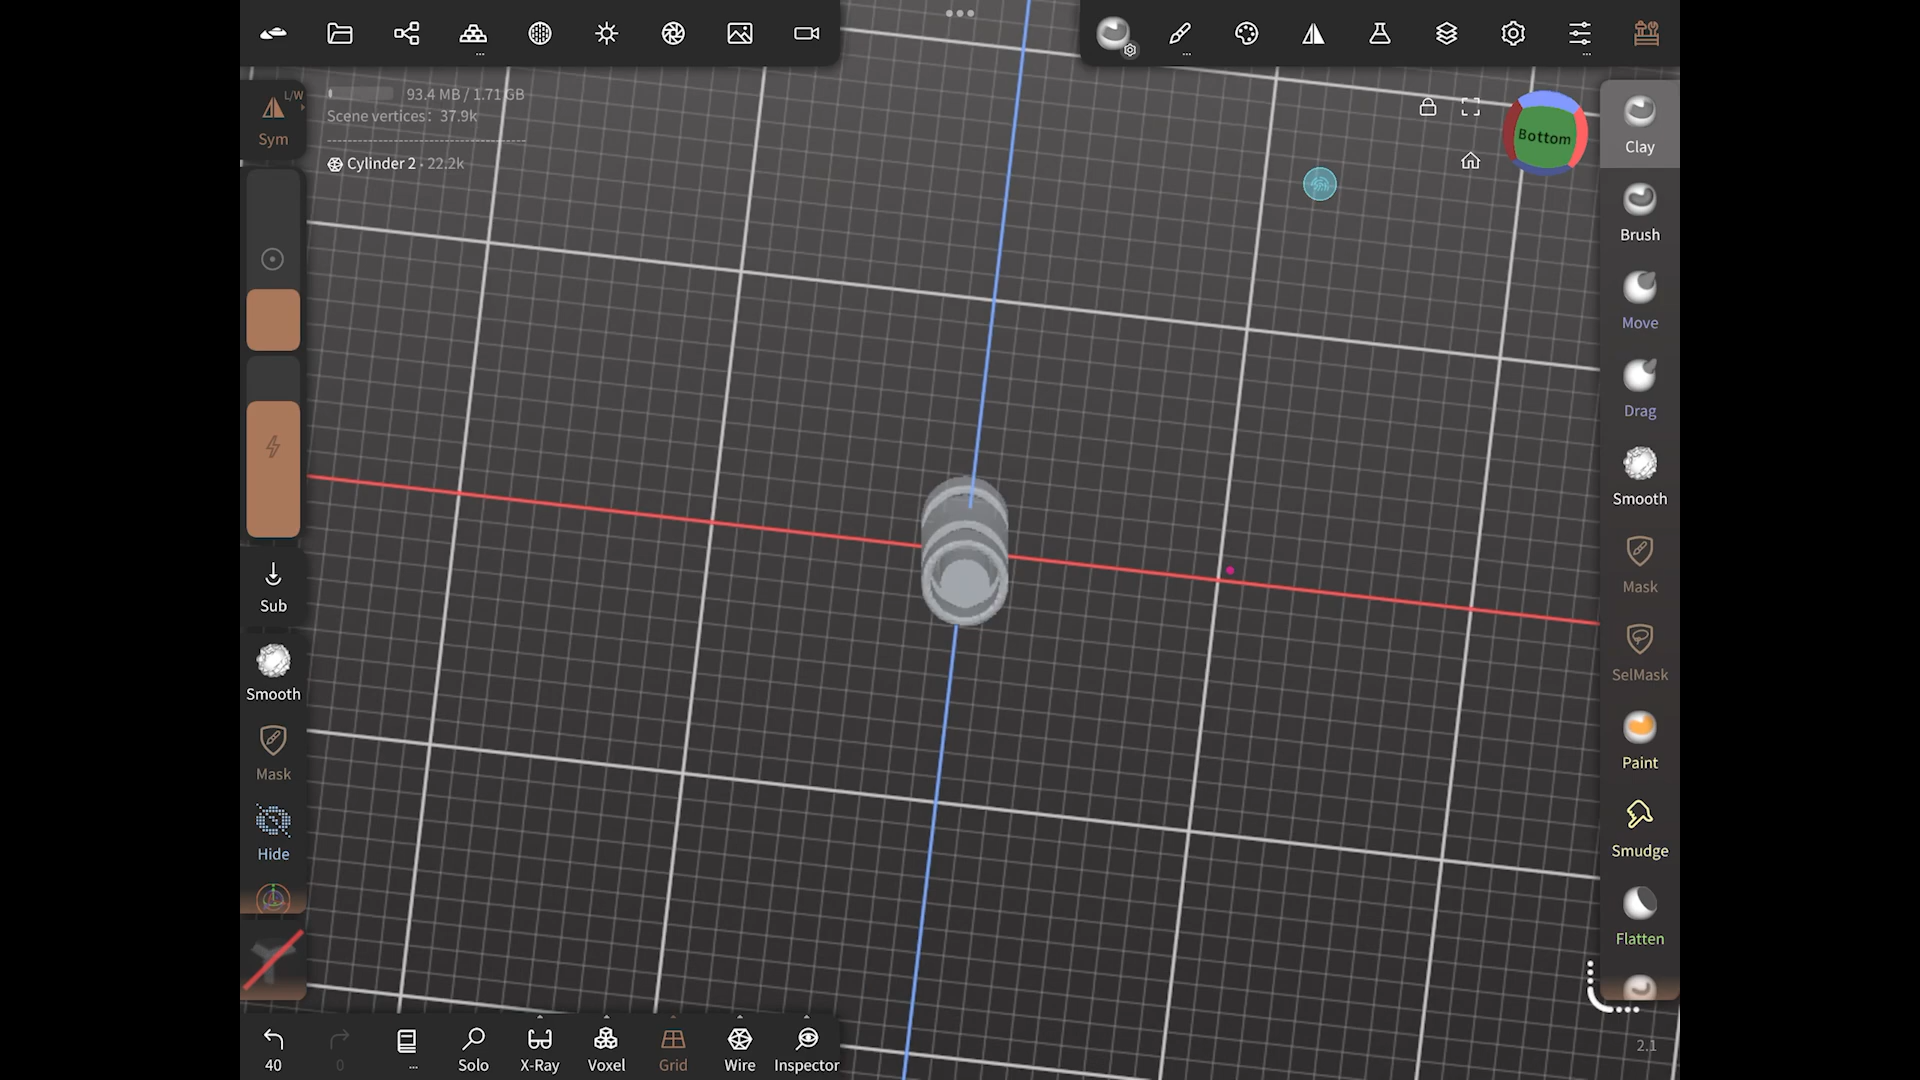 L/W
Sym
93.4 MB / 1.71 GB
Scene vertices: 37.9k
Cylinder 2 • 22.2k
Bottom
Clay
Brush
Move
Drag
Smooth
Mask
SelMask
Paint
Smudge
Flatten
Sub
Smooth
Mask
Hide
40
0
...
Solo
X-Ray
Voxel
Grid
Wire
Inspector
2.1